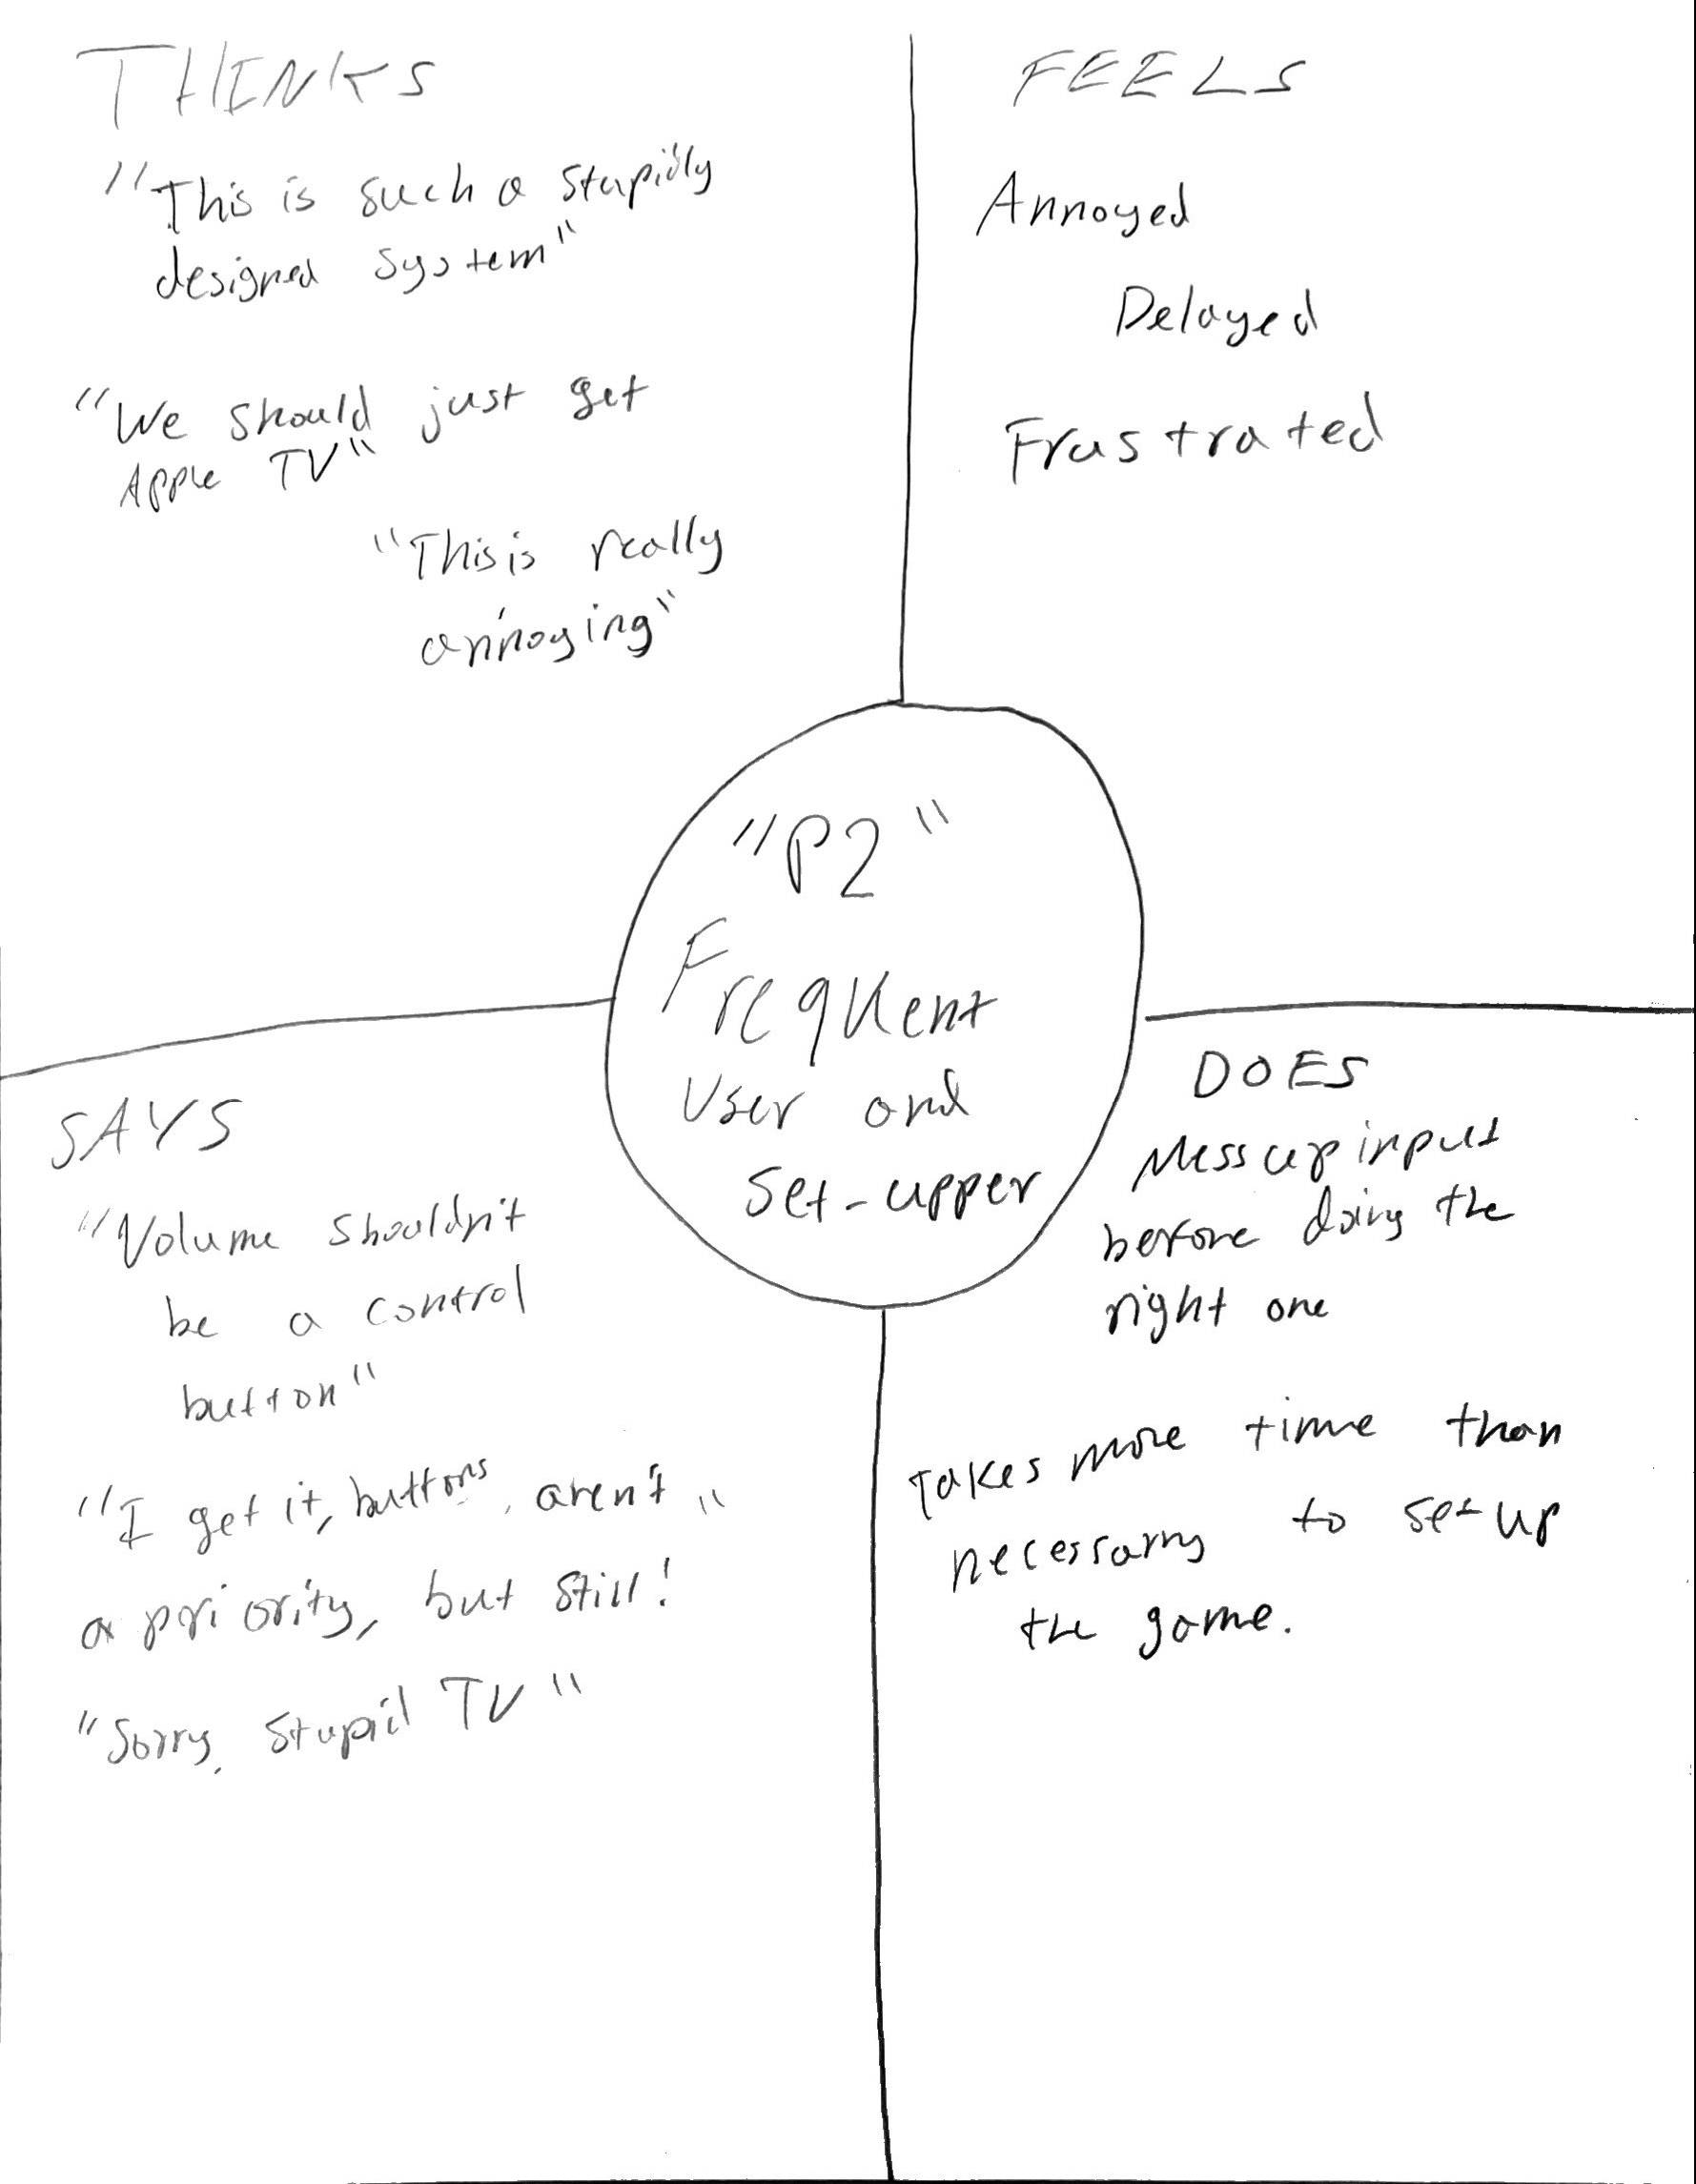 THINKS
"This is such a stupidly
designed system"
"We should just get
Apple TV"
"This is really
annoying"
FEELS
Annoyed
Delayed
Frustrated
"P2"
Frequent
User and
Set-upper
SAYS
"Volume shouldn't
be a control
button"
"I get it, buttons aren't "
a priority, but still!
"Sorry, stupid TV"
DOES
Mess up input
before doing the
right one
Takes more time than
necessarry to set up
the game.